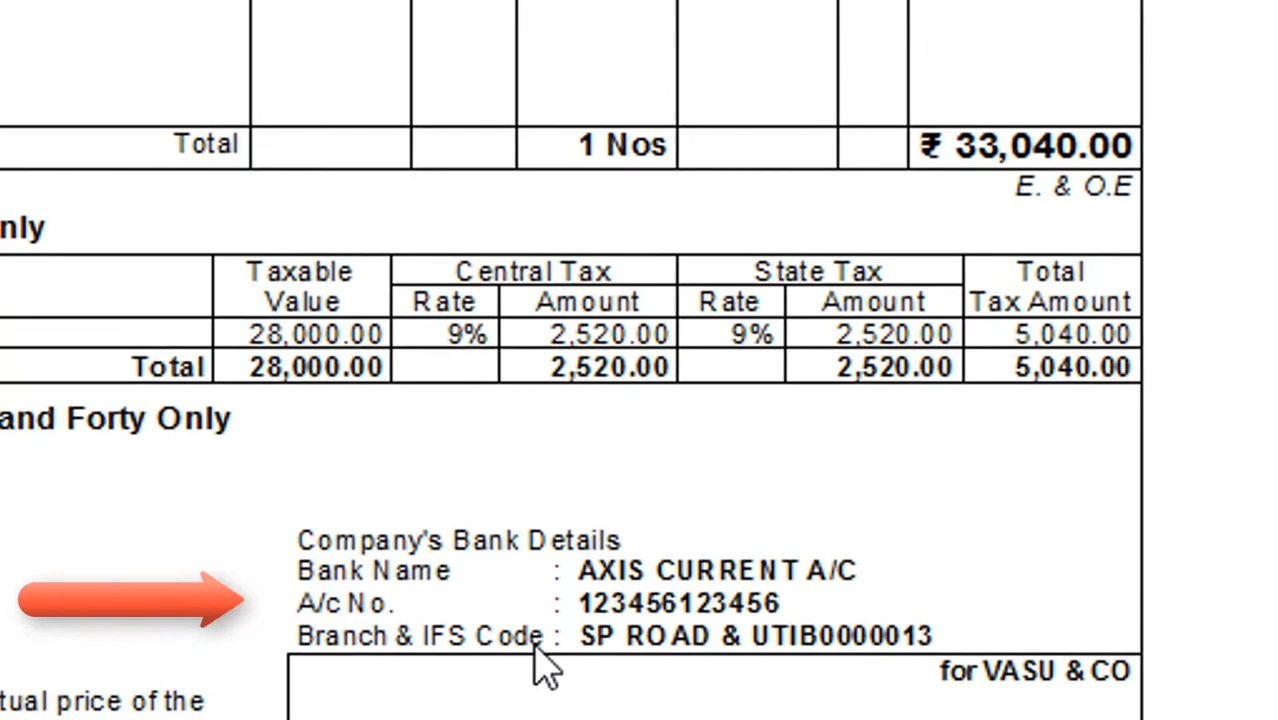 Total 1 Nos ₹ 33,040.00
E. & O.E
nly
Taxable Central Tax State Tax Total
Value Rate Amount Rate Amount Tax Amount
28,000.00 9% 2,520.00 9% 2,520.00 5,040.00
Total 28,000.00 2,520.00 2,520.00 5,040.00
and Forty Only
Company's Bank Details
Bank Name : AXIS CURRENT A/C
A/c No. : 123456123456
Branch & IFS Code : SP ROAD & UTIB0000013
for VASU & CO
tual price of the